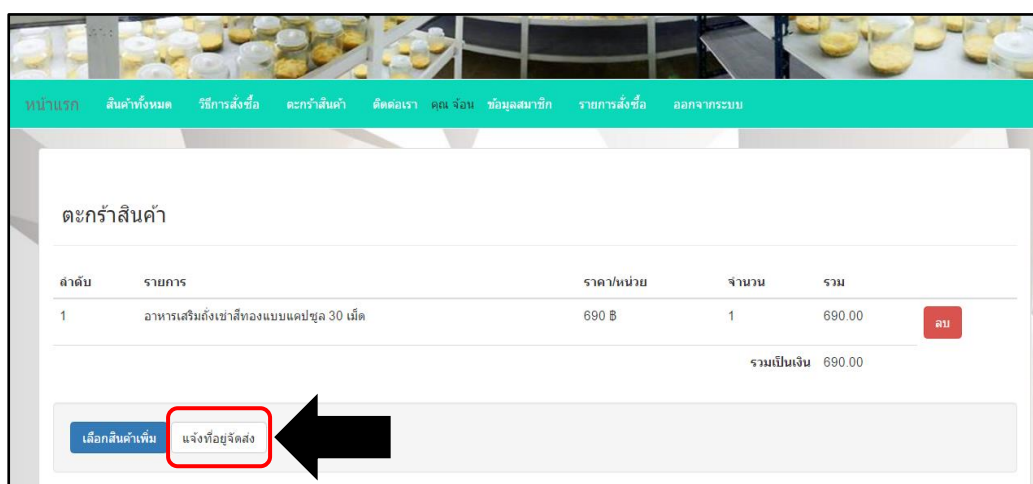 หน้าแรก สินค้าทั้งหมด วิธีการสั่งซื้อ ตะกร้าสินค้า ติดต่อเรา คุณ จ๋อน ข้อมูลสมาชิก รายการสั่งซื้อ ออกจากระบบ
ตะกร้าสินค้า
ลำดับ รายการ ราคา/หน่วย จำนวน รวม
1 อาหารเสริมถั่งเช่าสีทองแบบแคปซูล 30 เม็ด 690 ฿ 1 690.00 ลบ
รวมเป็นเงิน 690.00
เลือกสินค้าเพิ่ม แจ้งที่อยู่จัดส่ง